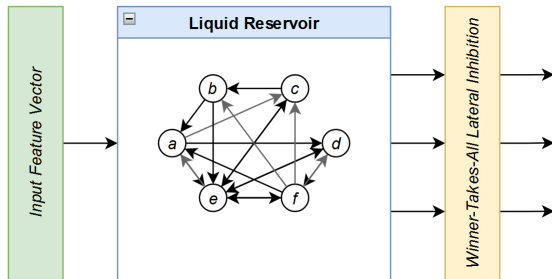 Input Feature Vector
Liquid Reservoir
b
c
a
d
e
f
Winner-Takes-All Lateral Inhibition